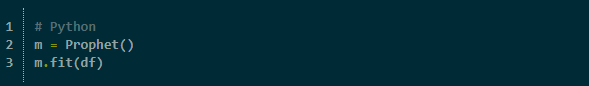 1 # Python
2 m = Prophet()
3 m.fit(df)